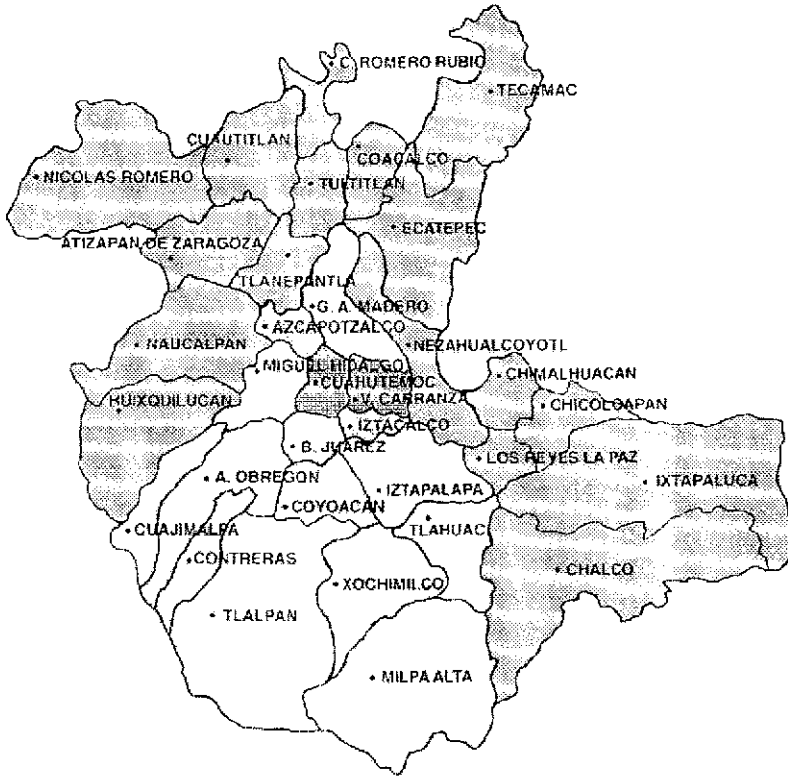 C. ROMERO RUBIO
TECAMAC
CUAUTITLAN
COACALCO
NICOLAS ROMERO
TULTITLAN
ECATEPEC
ATIZAPAN DE ZARAGOZA
TLANEPANTLA
G. A. MADERO
AZCAPOTZALCO
NAUCALPAN
NEZAHUALCOYOTL
MIGUEL HIDALGO
CHIMALHUACAN
CUAHUTEMOC
HUIXQUILUCAN
V. CARRANZA
CHICOLOAPAN
IZTACALCO
B. JUAREZ
LOS REYES LA PAZ
A. OBREGON
IZTAPALAPA
IXTAPALUCA
COYOACAN
CUAJIMALPA
TLAHUAC
CONTRERAS
CHALCO
XOCHIMILCO
TLALPAN
MILPA ALTA